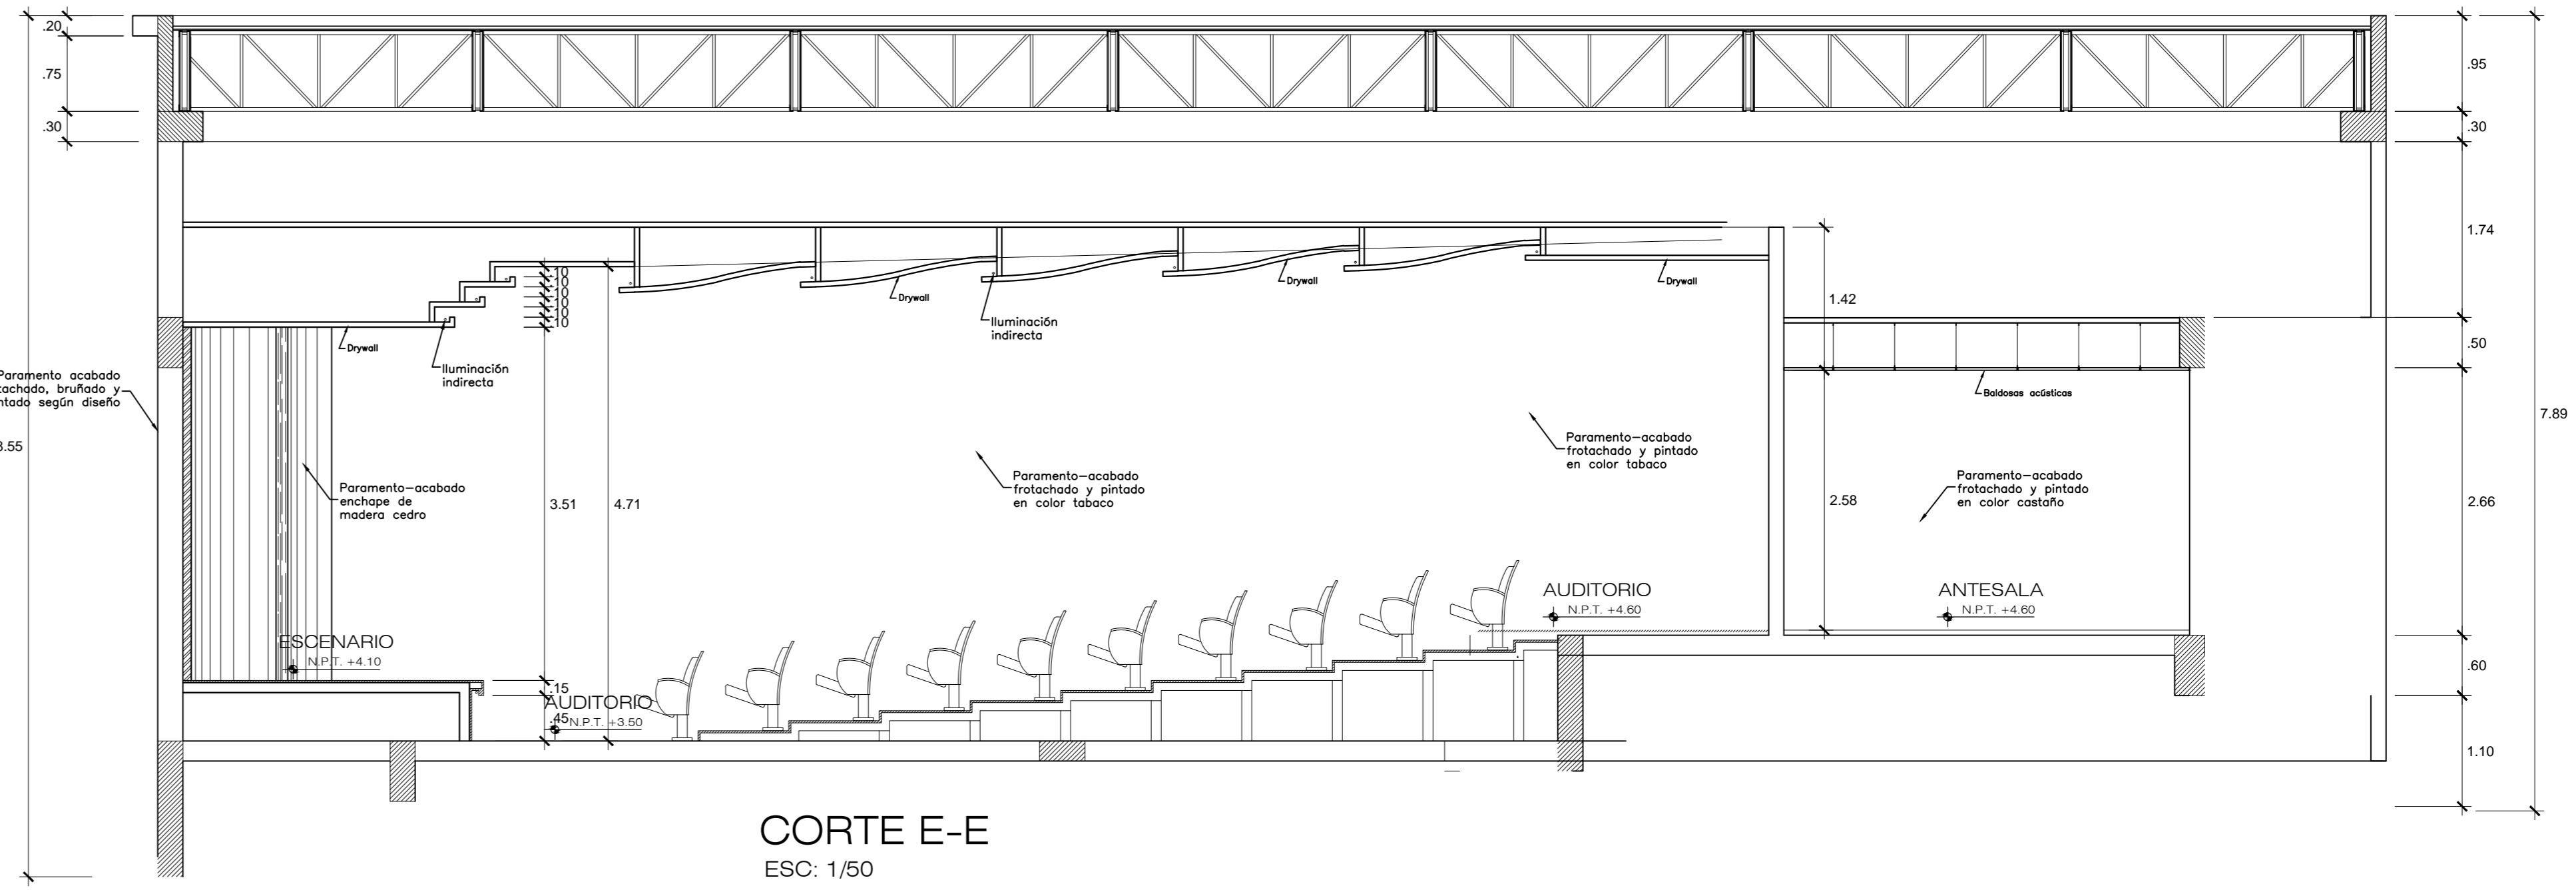 .20
.75
.30
.95
.30
1.74
.50
2.66
.60
1.10
7.89
3.55
10
10
10
10
10
10
Drywall
Iluminación
indirecta
Drywall
Iluminación
indirecta
Drywall
Drywall
1.42
Baldosas acústicas
Paramento acabado
tachado, bruñado y
ntado según diseño
Paramento-acabado
enchape de
madera cedro
3.51
4.71
Paramento-acabado
frotachado y pintado
en color tabaco
Paramento-acabado
frotachado y pintado
en color tabaco
2.58
Paramento-acabado
frotachado y pintado
en color castaño
ESCENARIO
N.P.T. +4.10
.15
AUDITORIO
.45
N.P.T. +3.50
AUDITORIO
N.P.T. +4.60
ANTESALA
N.P.T. +4.60
CORTE E-E
ESC: 1/50